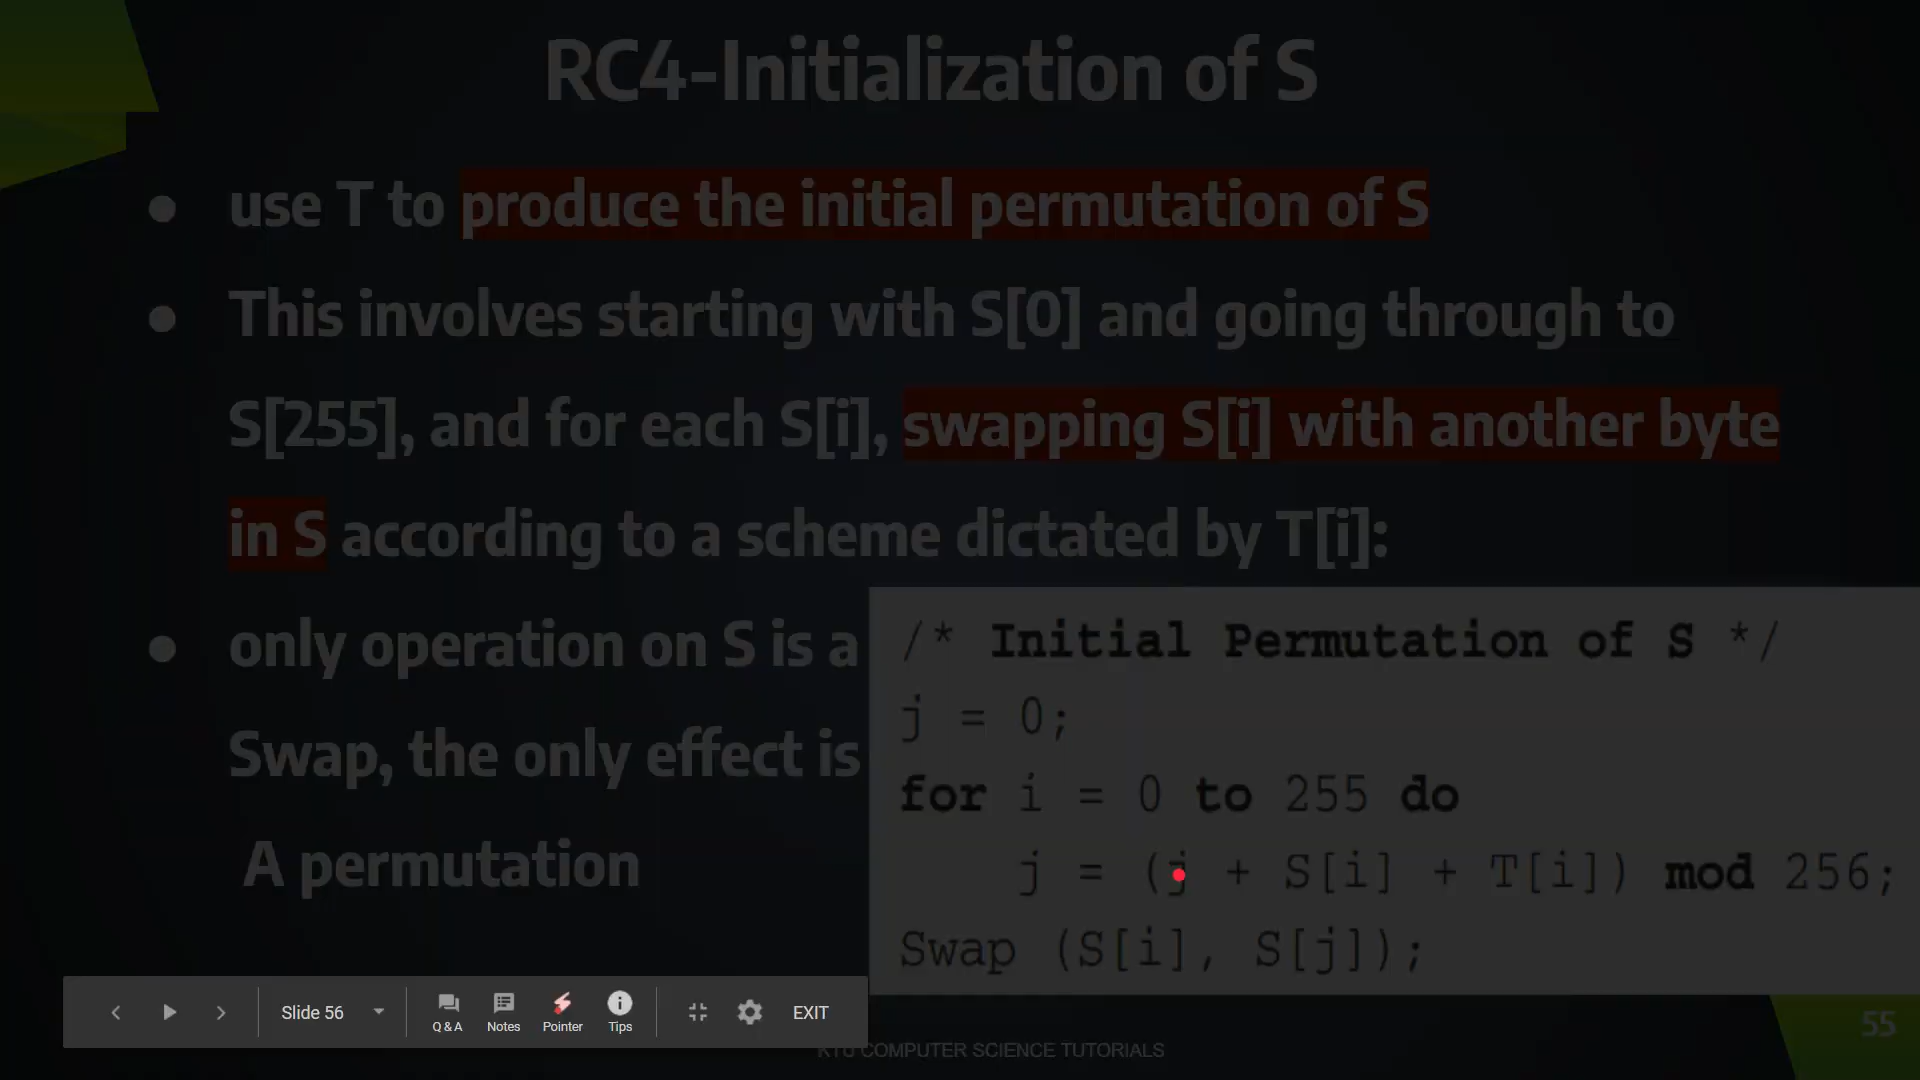 RC4-Initialization of S
● use T to produce the initial permutation of S
● This involves starting with S[0] and going through to
S[255], and for each S[i], swapping S[i] with another byte
in S according to a scheme dictated by T[i]:
● only operation on S is a
Swap, the only effect is
A permutation
/* Initial Permutation of S */
j = 0;
for i = 0 to 255 do
j = (j + S[i] + T[i]) mod 256;
Swap (S[i], S[j]);
Slide 56
Q & A
Notes
Pointer
Tips
EXIT
55
KTU COMPUTER SCIENCE TUTORIALS